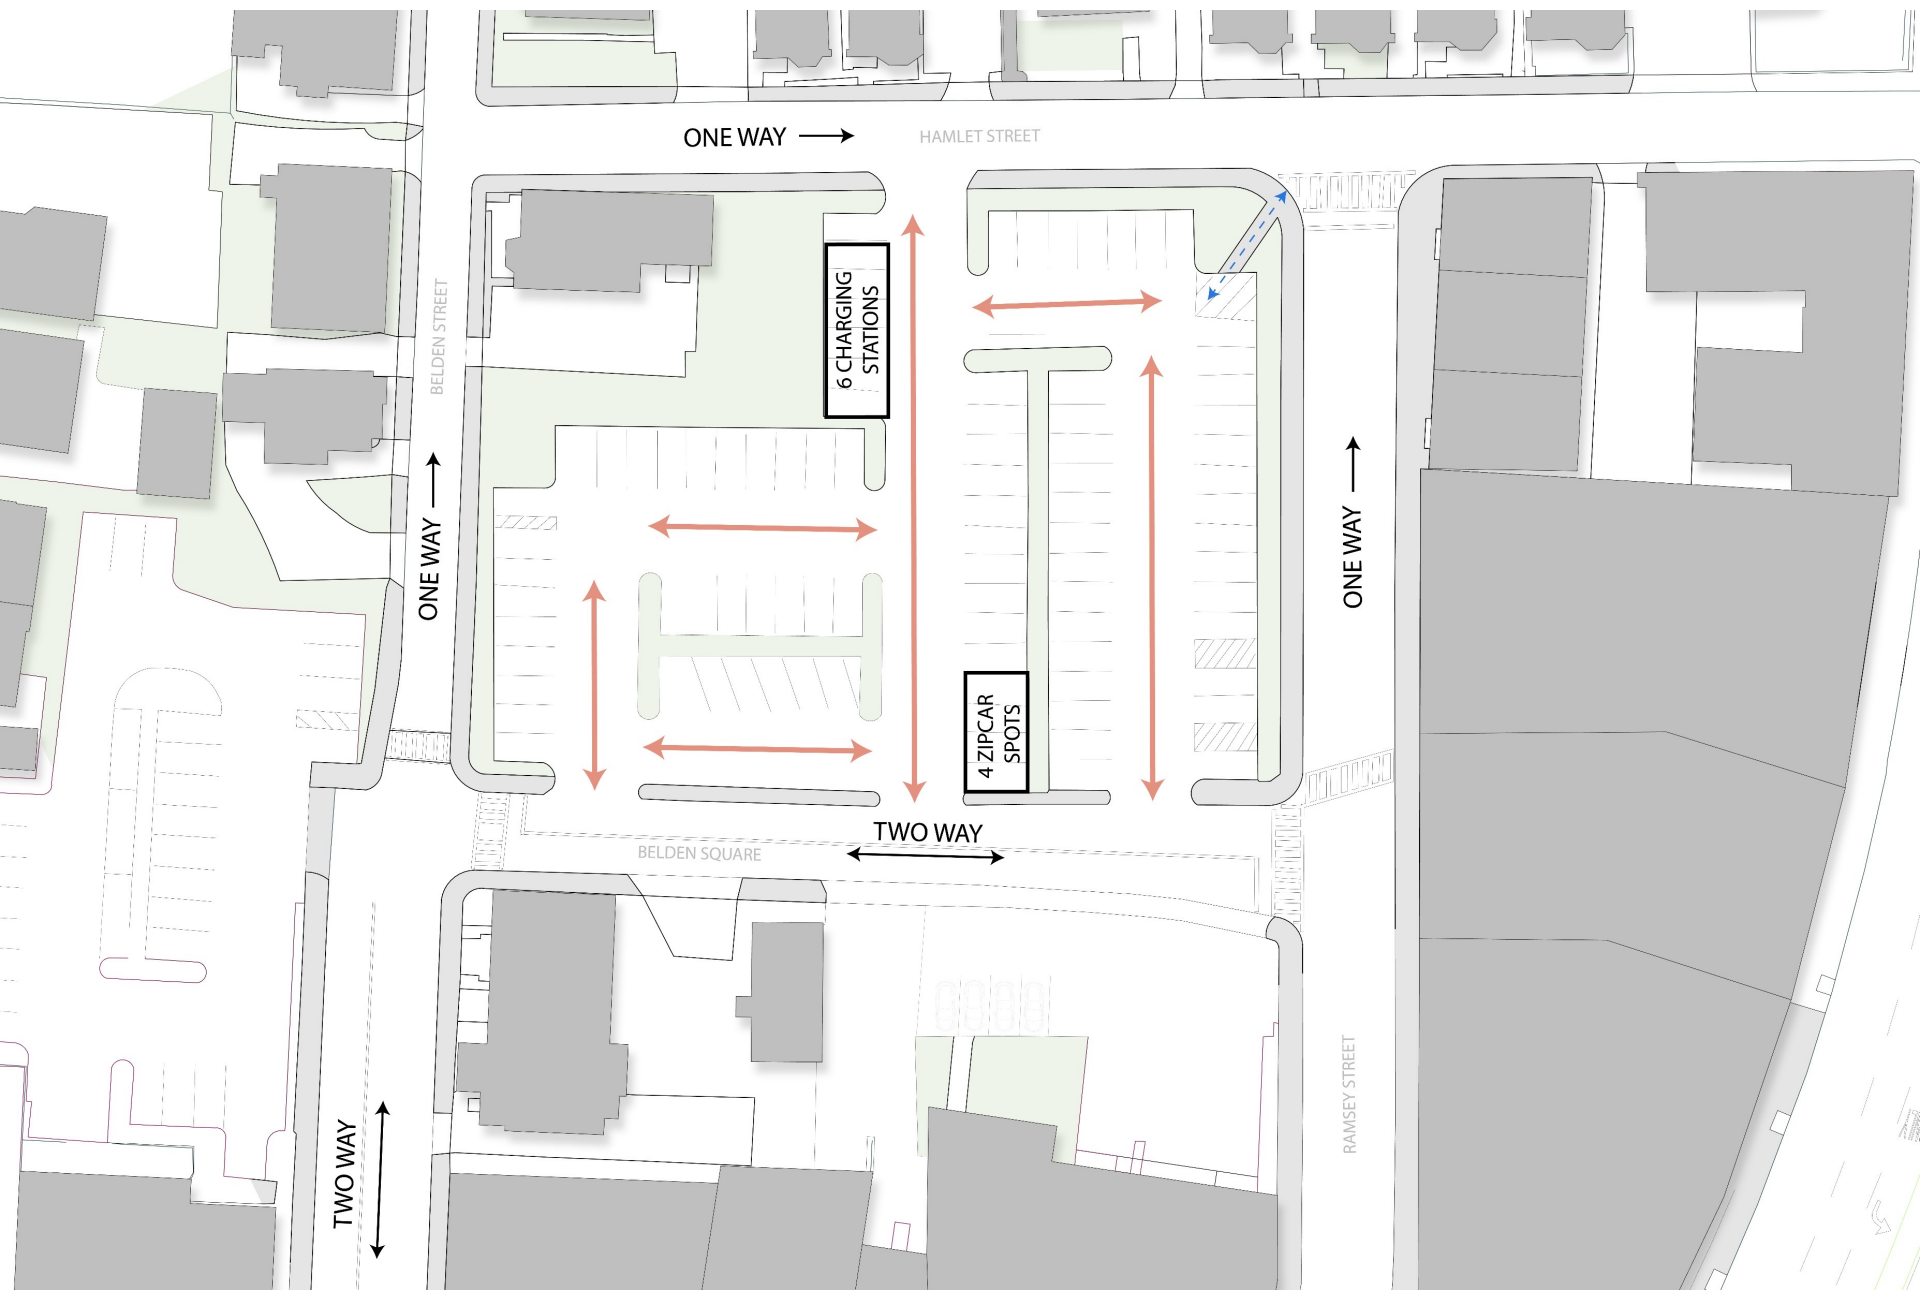 ONE WAY
HAMLET STREET
6 CHARGING
STATIONS
BELDEN STREET
ONE WAY
ONE WAY
4 ZIPCAR
SPOTS
TWO WAY
BELDEN SQUARE
RAMSEY STREET
TWO WAY